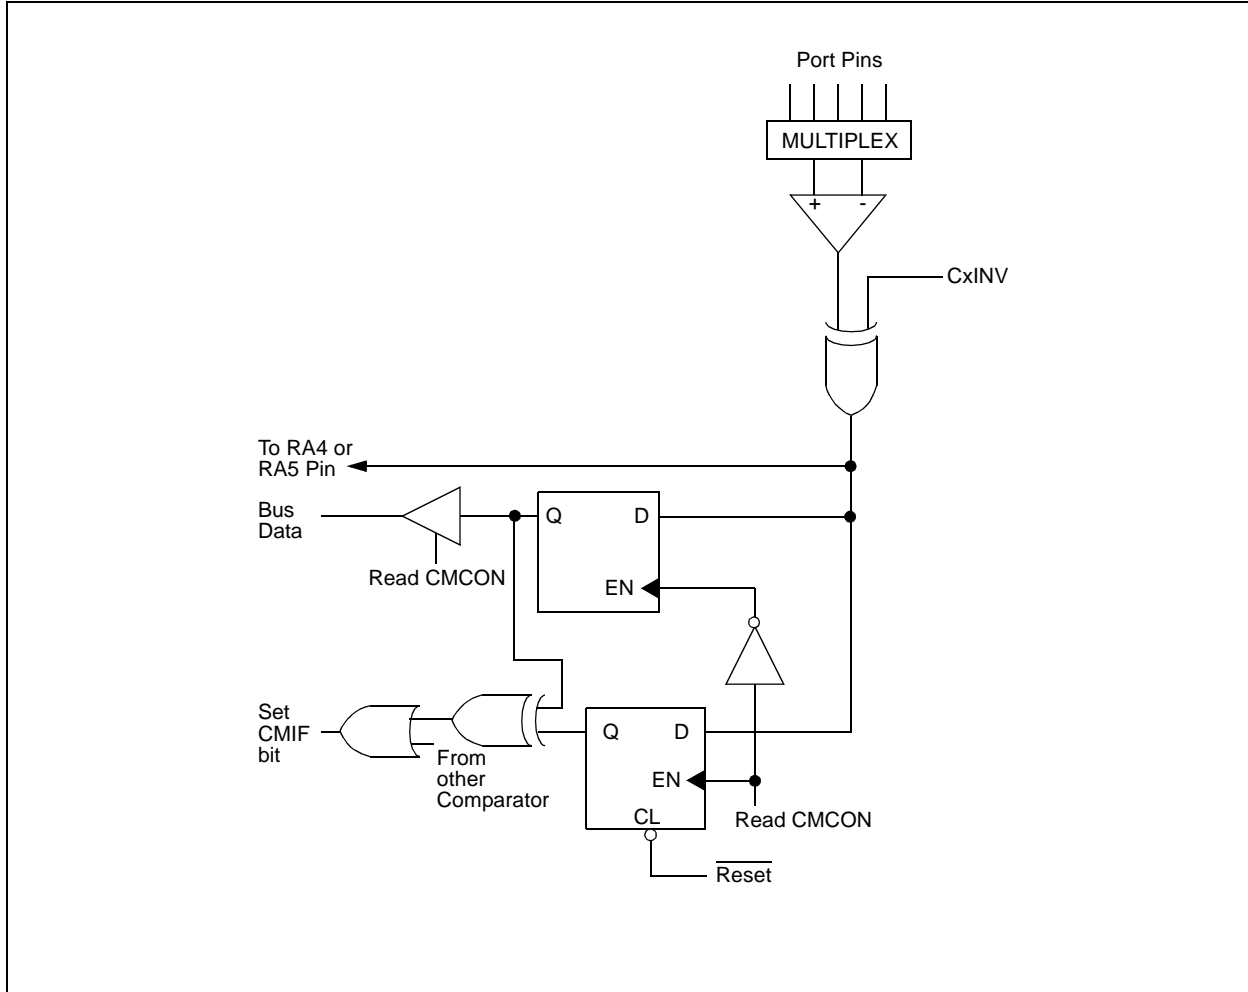 Port Pins
MULTIPLEX
+ -
CxINV
To RA4 or
RA5 Pin
Bus
Data
Q D
EN
Read CMCON
Set
CMIF
bit
From
other
Comparator
Q D
EN
CL
Read CMCON
Reset